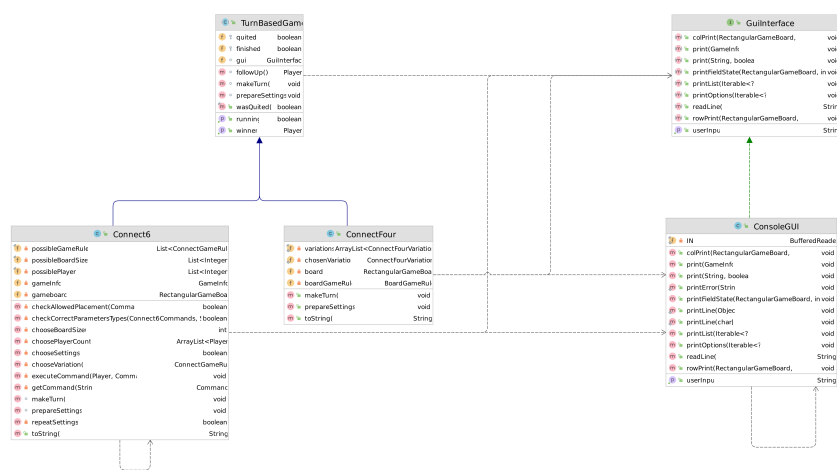 TurnBasedGam
quited boolean
finished boolean
gui GuiInterfac
followUp() Player
makeTurn( void
prepareSettings void
wasQuited( boolean
running boolean
winner Player
GuiInterface
colPrint(RectangularGameBoard, voi
print(GameInfo voi
print(String, boolea voi
printFieldState(RectangularGameBoard, in voi
printList(Iterable<? voi
printOptions(Iterable<? voi
readLine( Strin
rowPrint(RectangularGameBoard, voi
userInpu Strin
Connect6
possibleGameRule List<ConnectGameRul
possibleBoardSize List<Integer
possiblePlayer List<Integer
gameInfo GameInfo
gameboard RectangularGameBoa
checkAllowedPlacement(Comma boolean
checkCorrectParametersTypes(Connect6Commands, S boolean
chooseBoardSize int
choosePlayerCount ArrayList<Player
chooseSettings boolean
chooseVariation( ConnectGameRu
executeCommand(Player, Comma void
getCommand(Strin Command
makeTurn( void
prepareSettings void
repeatSettings boolean
toString( String
ConnectFour
variations ArrayList<ConnectFourVariation
chosenVariatio ConnectFourVariation
board RectangularGameBoa
boardGameRul BoardGameRul
makeTurn( void
prepareSettings void
toString( String
ConsoleGUI
IN BufferedReade
colPrint(RectangularGameBoard, void
print(GameInfo void
print(String, boolea void
printError(Strin void
printFieldState(RectangularGameBoard, in void
printLine(Objec void
printLine(char[ void
printList(Iterable<? void
printOptions(Iterable<? void
readLine( String
rowPrint(RectangularGameBoard, void
userInpu String